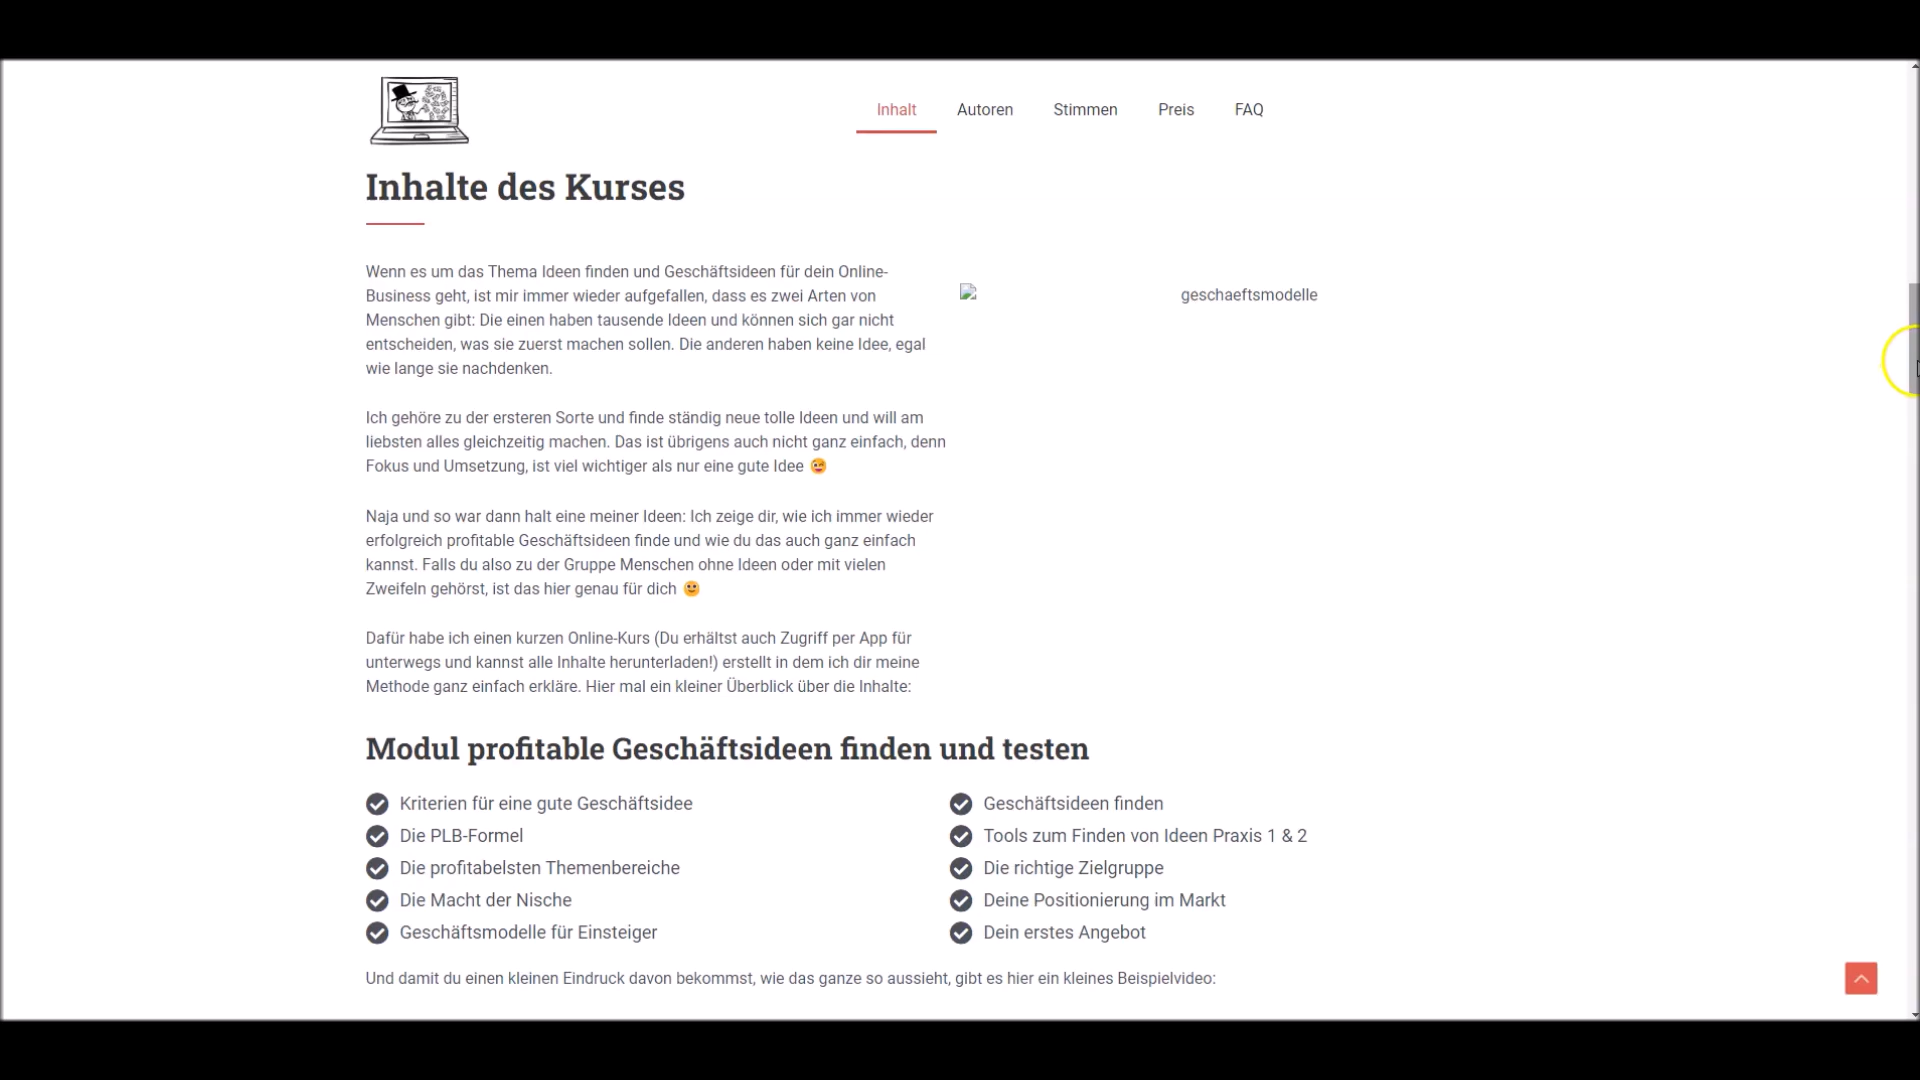 Inhalt Autoren Stimmen Preis FAQ
Inhalte des Kurses
Wenn es um das Thema Ideen finden und Geschäftsideen für dein Online-
Business geht, ist mir immer wieder aufgefallen, dass es zwei Arten von
Menschen gibt: Die einen haben tausende Ideen und können sich gar nicht
entscheiden, was sie zuerst machen sollen. Die anderen haben keine Idee, egal
wie lange sie nachdenken.
geschaeftsmodelle
Ich gehöre zu der ersteren Sorte und finde ständig neue tolle Ideen und will am
liebsten alles gleichzeitig machen. Das ist übrigens auch nicht ganz einfach, denn
Fokus und Umsetzung, ist viel wichtiger als nur eine gute Idee 😉
Naja und so war dann halt eine meiner Ideen: Ich zeige dir, wie ich immer wieder
erfolgreich profitable Geschäftsideen finde und wie du das auch ganz einfach
kannst. Falls du also zu der Gruppe Menschen ohne Ideen oder mit vielen
Zweifeln gehörst, ist das hier genau für dich 🙂
Dafür habe ich einen kurzen Online-Kurs (Du erhältst auch Zugriff per App für
unterwegs und kannst alle Inhalte herunterladen!) erstellt in dem ich dir meine
Methode ganz einfach erkläre. Hier mal ein kleiner Überblick über die Inhalte:
Modul profitable Geschäftsideen finden und testen
Kriterien für eine gute Geschäftsidee
Die PLB-Formel
Die profitabelsten Themenbereiche
Die Macht der Nische
Geschäftsmodelle für Einsteiger
Geschäftsideen finden
Tools zum Finden von Ideen Praxis 1 & 2
Die richtige Zielgruppe
Deine Positionierung im Markt
Dein erstes Angebot
Und damit du einen kleinen Eindruck davon bekommst, wie das ganze so aussieht, gibt es hier ein kleines Beispielvideo: